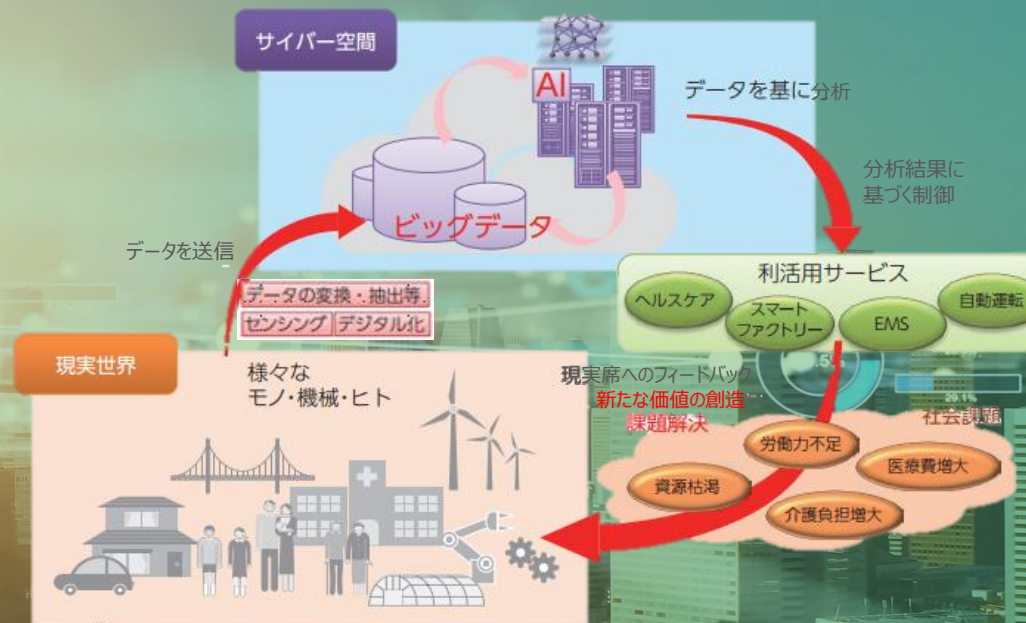 サイバー空間
AI
データを基に分析
ビッグデータ
分析結果に
基づく制御
データを送信
データの変換・抽出等
センシング
デジタル化
利活用サービス
ヘルスケア
スマート
ファクトリー
EMS
自動運転
現実世界
様々な
モノ・機械・ヒト
現実席へのフィードバック
新たな価値の創造
課題解決
29.1%
社会課題
労働力不足
医療費増大
資源枯渇
介護負担増大